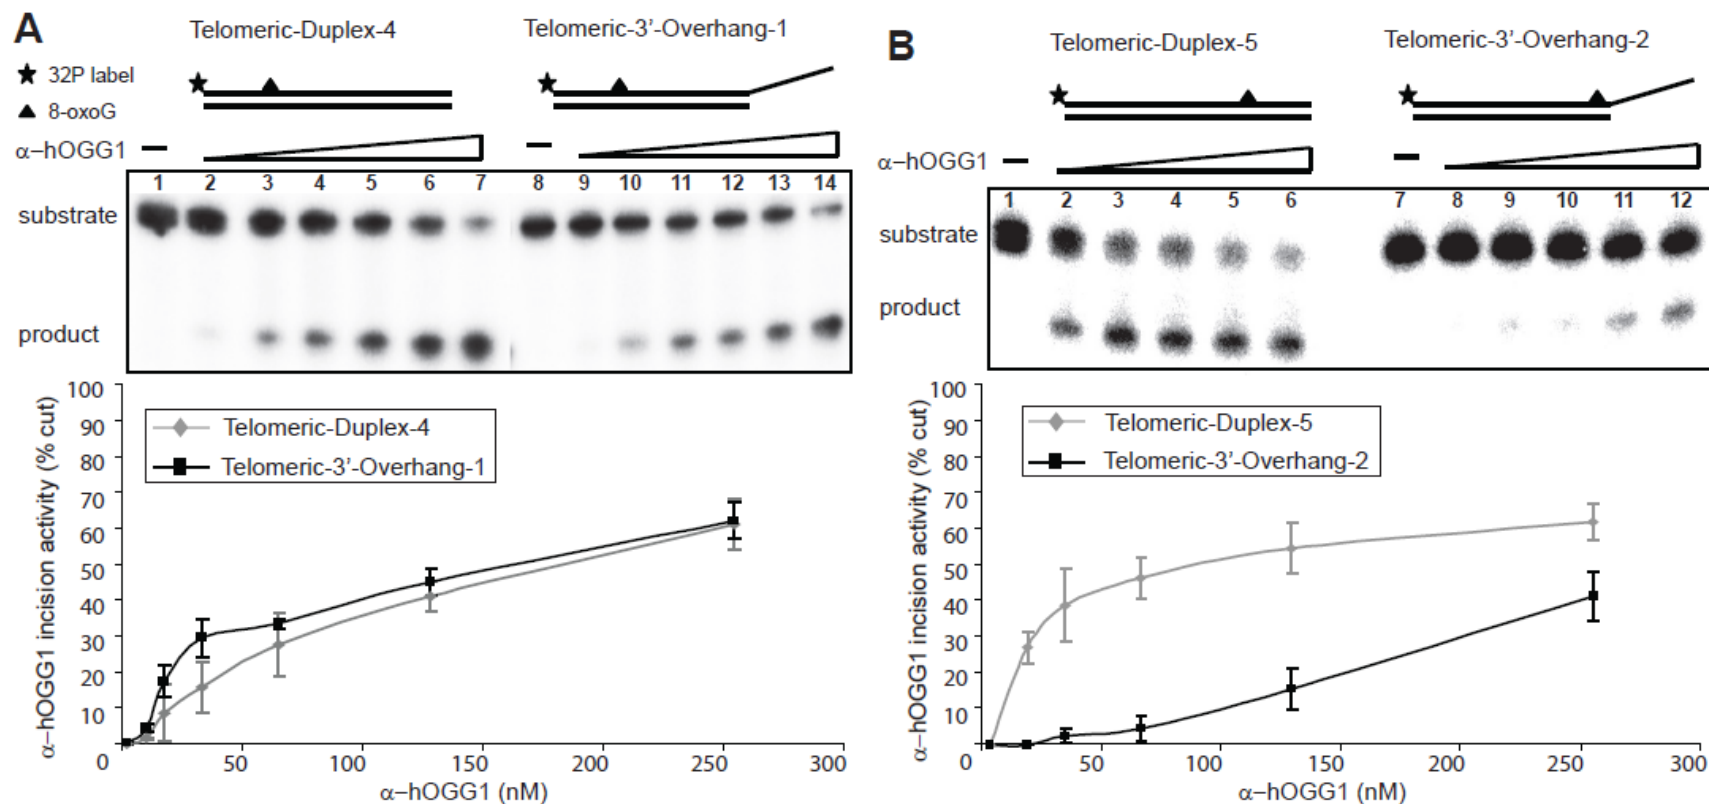 A
Telomeric-Duplex-4
Telomeric-3'-Overhang-1
★ 32P label
▲ 8-oxoG
α–hOGG1
–
–
1 2 3 4 5 6 7 8 9 10 11 12 13 14
substrate
product
100
90
80
70
60
50
40
30
20
10
0 50 100 150 200 250 300
α–hOGG1 incision activity (% cut)
Telomeric-Duplex-4
Telomeric-3'-Overhang-1
α–hOGG1 (nM)
B
Telomeric-Duplex-5
Telomeric-3'-Overhang-2
α–hOGG1
–
–
1 2 3 4 5 6 7 8 9 10 11 12
substrate
product
100
90
80
70
60
50
40
30
20
10
0 50 100 150 200 250 300
α–hOGG1 incision activity (% cut)
Telomeric-Duplex-5
Telomeric-3'-Overhang-2
α–hOGG1 (nM)